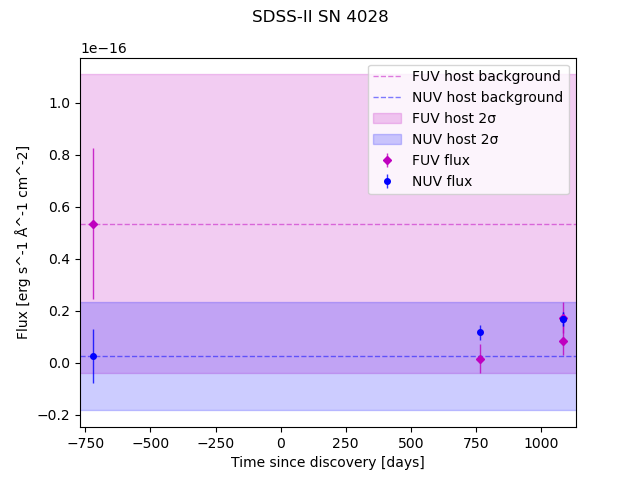 SDSS-II SN 4028
1e−16
FUV host background
NUV host background
FUV host 2σ
NUV host 2σ
FUV flux
NUV flux
1.0
0.8
0.6
0.4
0.2
0.0
−0.2
Flux [erg s^-1 Å^-1 cm^-2]
−750 −500 −250 0 250 500 750 1000
Time since discovery [days]